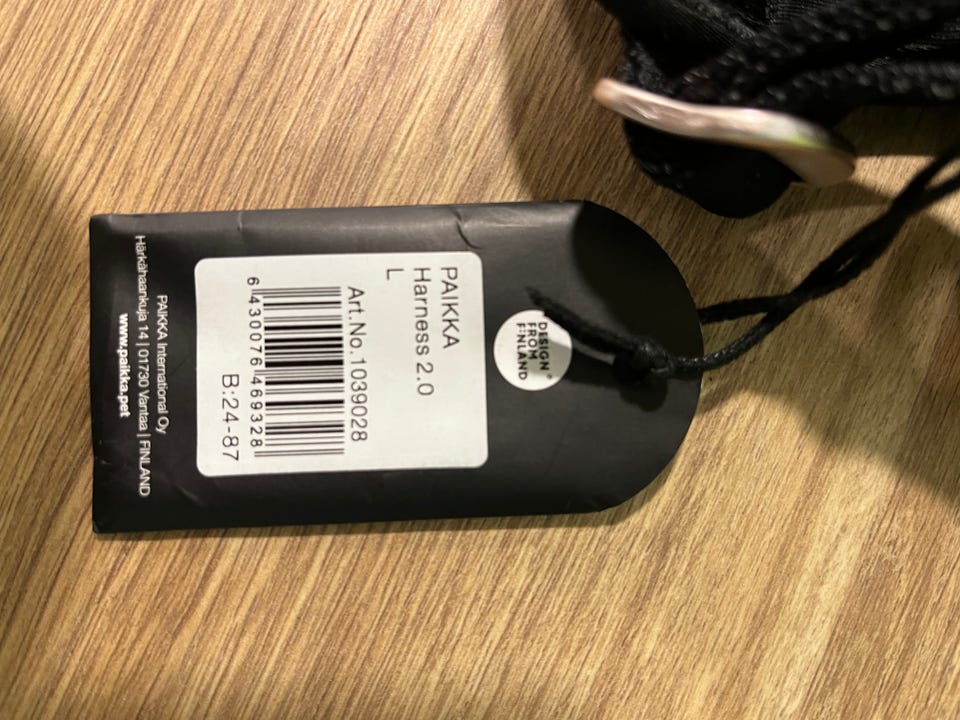 DESIGN
FROM
FINLAND
PAIKKA
Harness 2.0
L
Art.No.1039028
6 430076 469328
B:24-87
PAIKKA International Oy
Härkähaankuja 14 | 01730 Vantaa | FINLAND
www.paikka.pet